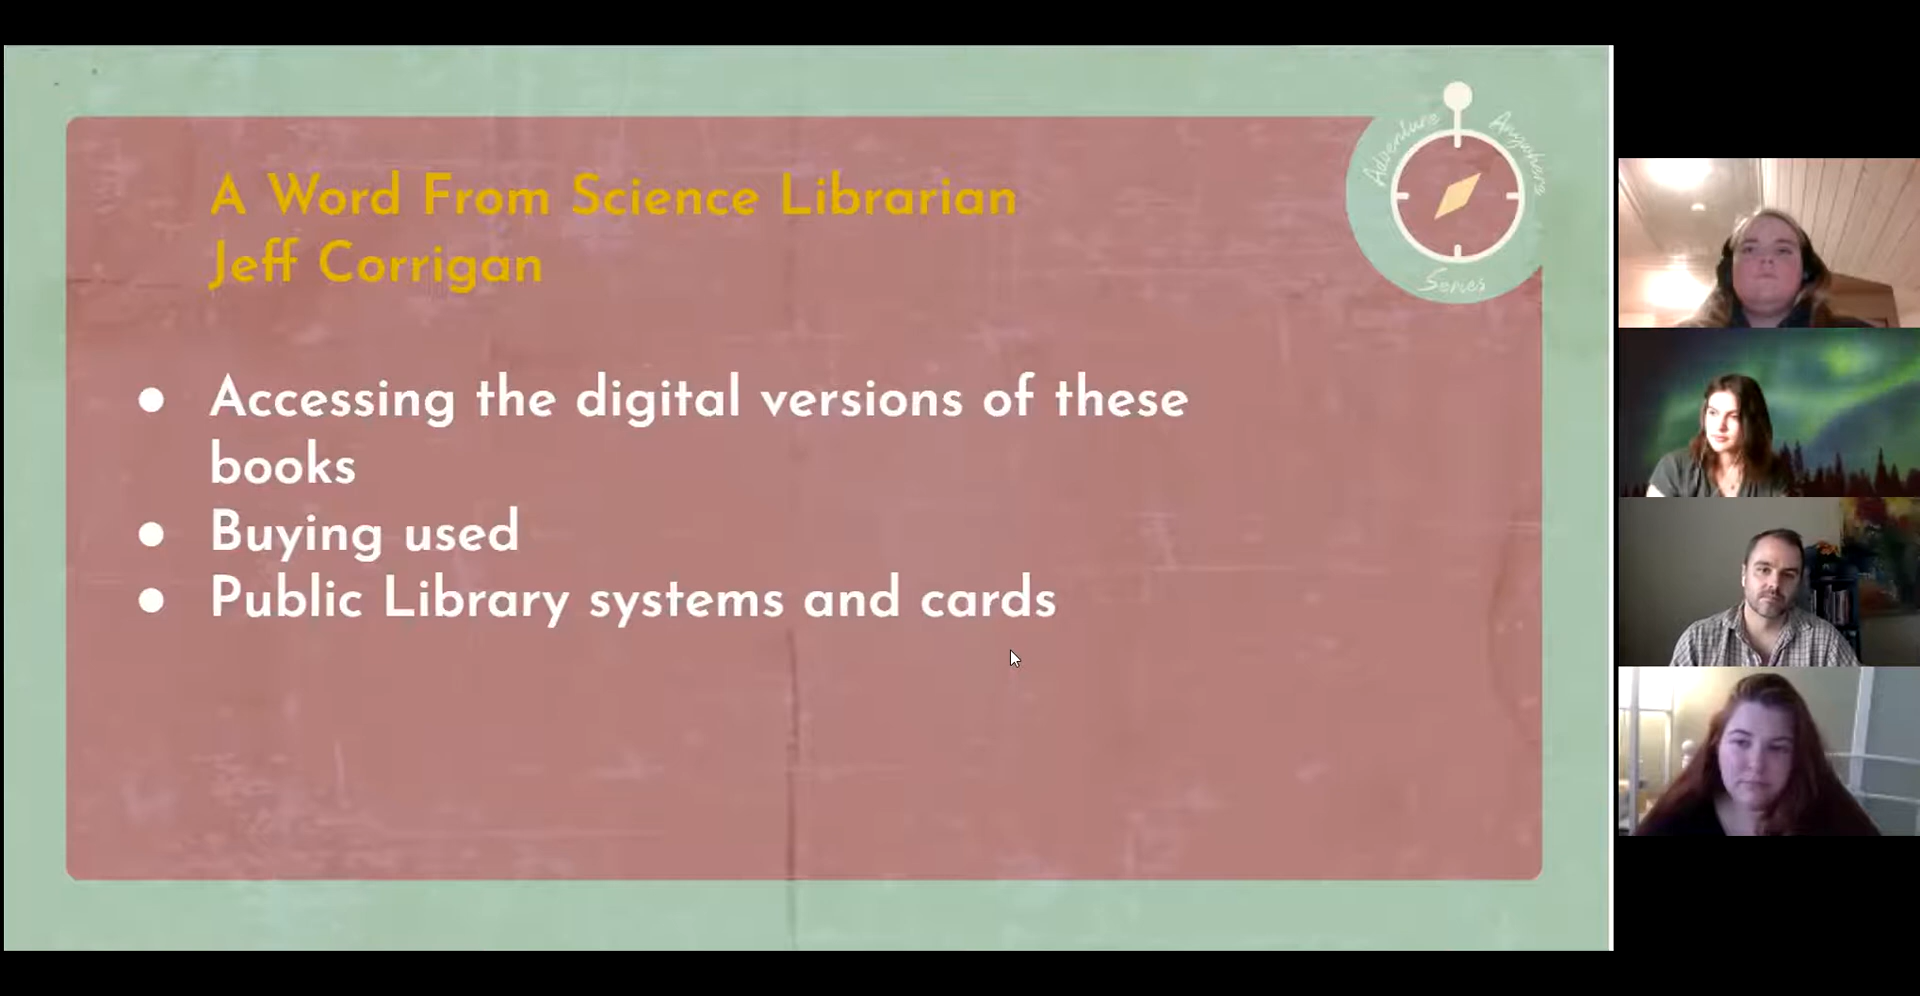 Adventure Anywhere
Series
A Word From Science Librarian
Jeff Corrigan
● Accessing the digital versions of these
books
● Buying used
● Public Library systems and cards